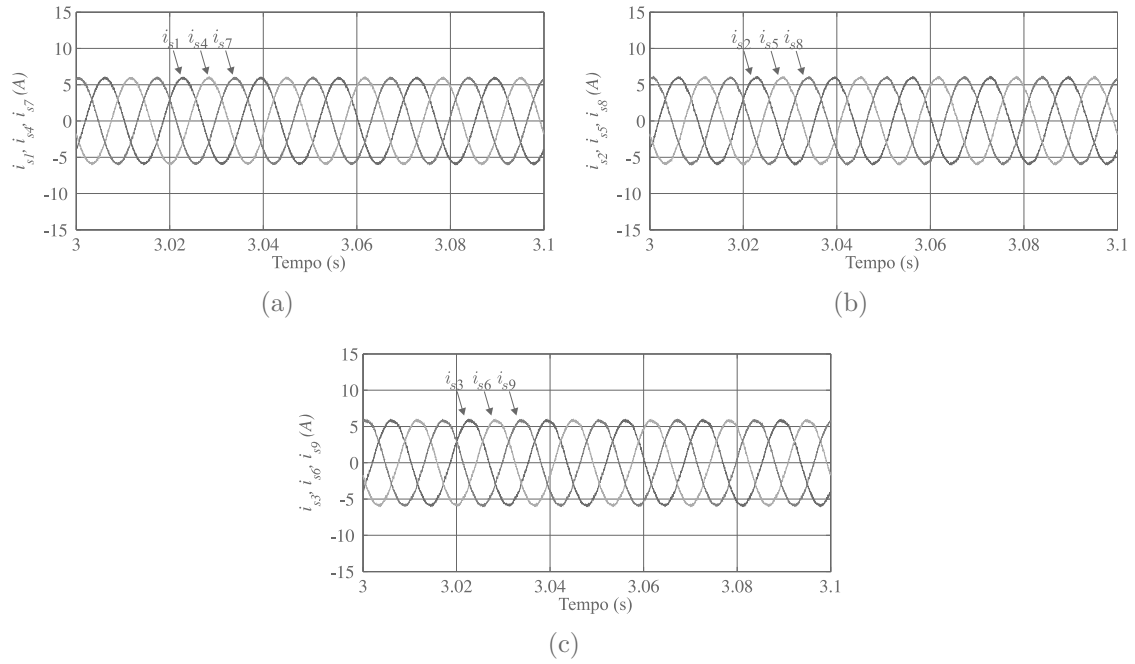 15
10
5
0
-5
-10
-15
i_s1, i_s4, i_s7 (A)
i_s1 i_s4 i_s7
3 3.02 3.04 3.06 3.08 3.1
Tempo (s)
(a)
15
10
5
0
-5
-10
-15
i_s2, i_s5, i_s8 (A)
i_s2 i_s5 i_s8
3 3.02 3.04 3.06 3.08 3.1
Tempo (s)
(b)
15
10
5
0
-5
-10
-15
i_s3, i_s6, i_s9 (A)
i_s3 i_s6 i_s9
3 3.02 3.04 3.06 3.08 3.1
Tempo (s)
(c)